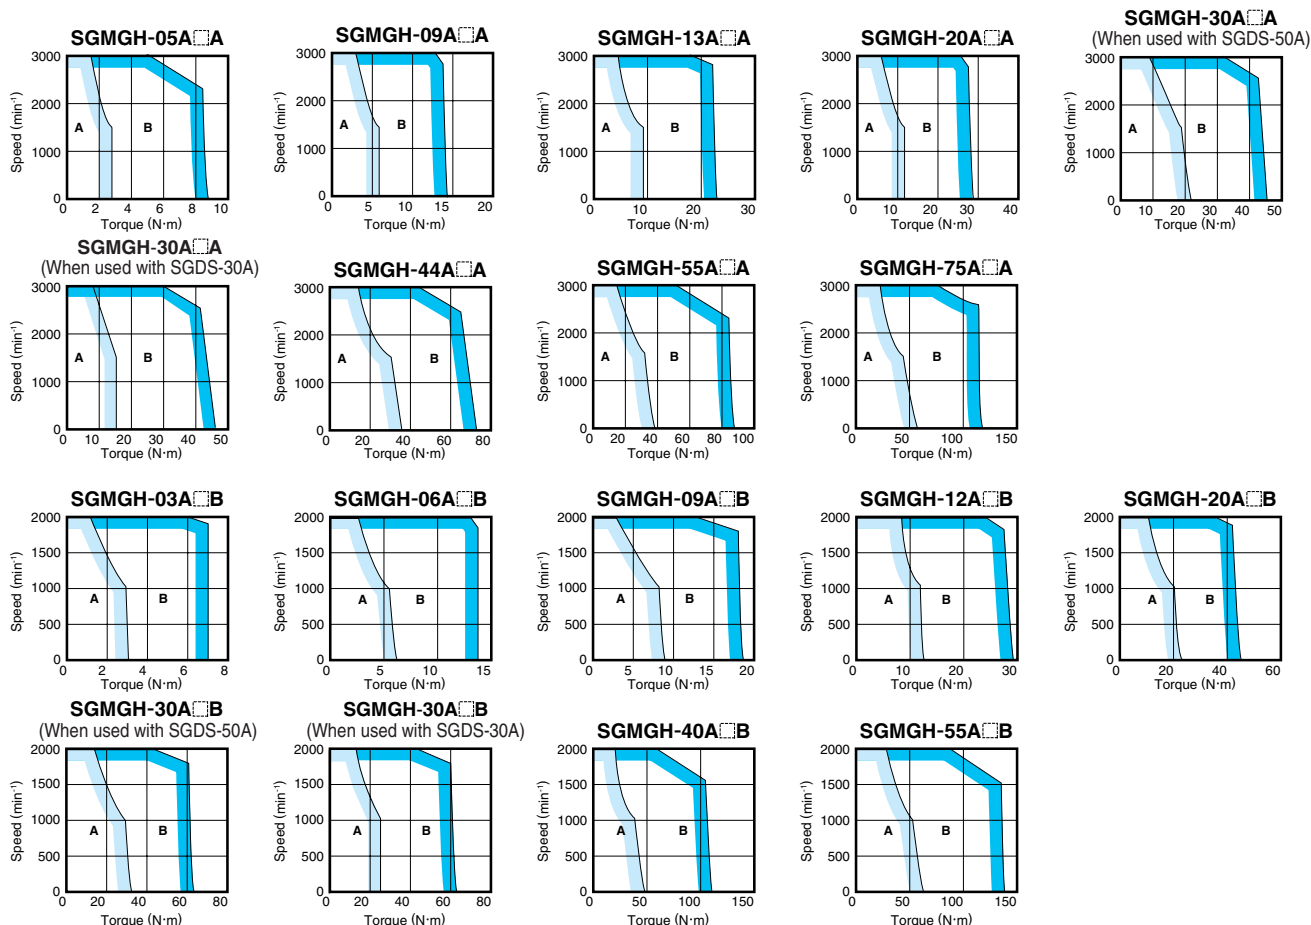 SGMGH-05A□A
SGMGH-09A□A
SGMGH-13A□A
SGMGH-20A□A
SGMGH-30A□A
(When used with SGDS-50A)
Speed (min⁻¹)
3000
2000
1000
0
A
B
0 2 4 6 8 10
Torque (N·m)
Speed (min⁻¹)
3000
2000
1000
0
A
B
0 5 10 15 20
Torque (N·m)
Speed (min⁻¹)
3000
2000
1000
0
A
B
0 10 20 30
Torque (N·m)
Speed (min⁻¹)
3000
2000
1000
0
A
B
0 10 20 30 40
Torque (N·m)
Speed (min⁻¹)
3000
2000
1000
0
A
B
0 10 20 30 40 50
Torque (N·m)
SGMGH-30A□A
(When used with SGDS-30A)
SGMGH-44A□A
SGMGH-55A□A
SGMGH-75A□A
Speed (min⁻¹)
3000
2000
1000
0
A
B
0 10 20 30 40 50
Torque (N·m)
Speed (min⁻¹)
3000
2000
1000
0
A
B
0 20 40 60 80
Torque (N·m)
Speed (min⁻¹)
3000
2000
1000
0
A
B
0 20 40 60 80 100
Torque (N·m)
Speed (min⁻¹)
3000
2000
1000
0
A
B
0 50 100 150
Torque (N·m)
SGMGH-03A□B
SGMGH-06A□B
SGMGH-09A□B
SGMGH-12A□B
SGMGH-20A□B
Speed (min⁻¹)
2000
1500
1000
500
0
A
B
0 2 4 6 8
Torque (N·m)
Speed (min⁻¹)
2000
1500
1000
500
0
A
B
0 5 10 15
Torque (N·m)
Speed (min⁻¹)
2000
1500
1000
500
0
A
B
0 5 10 15 20
Torque (N·m)
Speed (min⁻¹)
2000
1500
1000
500
0
A
B
0 10 20 30
Torque (N·m)
Speed (min⁻¹)
2000
1500
1000
500
0
A
B
0 20 40 60
Torque (N·m)
SGMGH-30A□B
(When used with SGDS-50A)
SGMGH-30A□B
(When used with SGDS-30A)
SGMGH-40A□B
SGMGH-55A□B
Speed (min⁻¹)
2000
1500
1000
500
0
A
B
0 20 40 60 80
Torque (N·m)
Speed (min⁻¹)
2000
1500
1000
500
0
A
B
0 20 40 60 80
Torque (N·m)
Speed (min⁻¹)
2000
1500
1000
500
0
A
B
0 50 100 150
Torque (N·m)
Speed (min⁻¹)
2000
1500
1000
500
0
A
B
0 50 100 150
Torque (N·m)